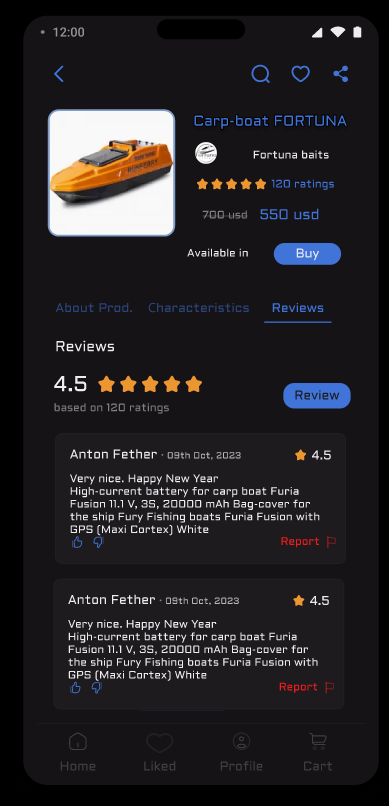 12:00
Carp-boat FORTUNA
Fortuna baits
120 ratings
700 usd 550 usd
Available in Buy
About Prod. Characteristics Reviews
Reviews
4.5
based on 120 ratings
Review
Anton Fether · 09th Oct, 2023 4.5
Very nice. Happy New Year
High-current battery for carp boat Furia
Fusion 11.1 V, 3S, 20000 mAh Bag-cover for
the ship Fury Fishing boats Furia Fusion with
GPS (Maxi Cortex) White
Report
Anton Fether · 09th Oct, 2023 4.5
Very nice. Happy New Year
High-current battery for carp boat Furia
Fusion 11.1 V, 3S, 20000 mAh Bag-cover for
the ship Fury Fishing boats Furia Fusion with
GPS (Maxi Cortex) White
Report
Home Liked Profile Cart